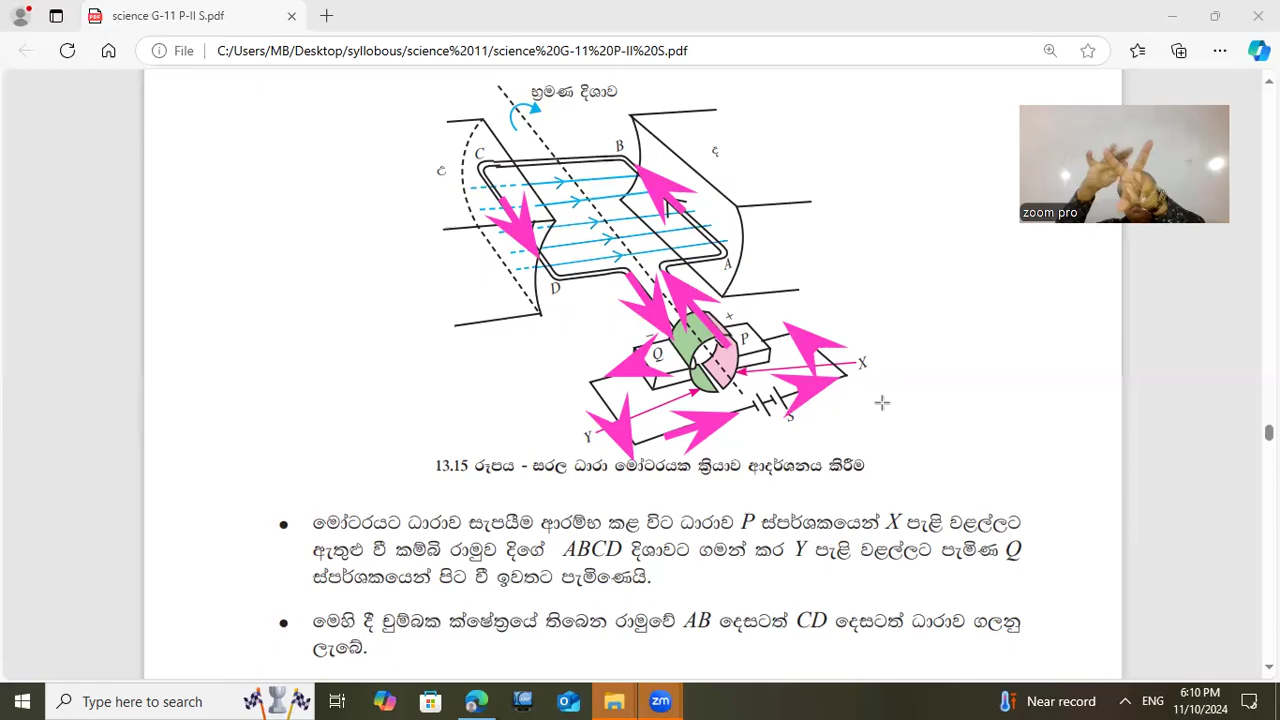 science G-11 P-II S.pdf
File
C:/Users/MB/Desktop/syllobous/science%2011/science%20G-11%20P-II%20S.pdf
භ්‍රමණ දිශාව
C
B
උ
ද
A
D
+
−
Q
P
X
S
Y
zoom pro
13.15 රූපය - සරල ධාරා මෝටරයක ක්‍රියාව ආදර්ශනය කිරීම
• මෝටරයට ධාරාව සැපයීම ආරම්භ කළ විට ධාරාව P ස්පර්ශකයෙන් X පැළි වළල්ලට
ඇතුළු වී කම්බි රාමුව දිගේ ABCD දිශාවට ගමන් කර Y පැළි වළල්ලට පැමිණ Q
ස්පර්ශකයෙන් පිට වී ඉවතට පැමිණෙයි.
• මෙහි දී චුම්බක ක්ෂේත්‍රයේ තිබෙන රාමුවේ AB දෙසටත් CD දෙසටත් ධාරාව ගලනු
ලැබේ.
Type here to search
Near record
ENG
6:10 PM
11/10/2024